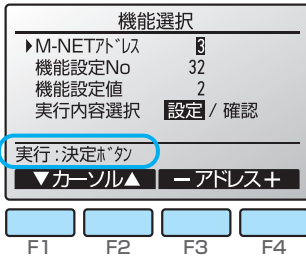 機能選択
▶M-NETｱﾄﾞﾚｽ 3
機能設定No 32
機能設定値 2
実行内容選択 設定 / 確認
実行:決定ﾎﾞﾀﾝ
▼カーソル▲ －アドレス＋
F1 F2 F3 F4